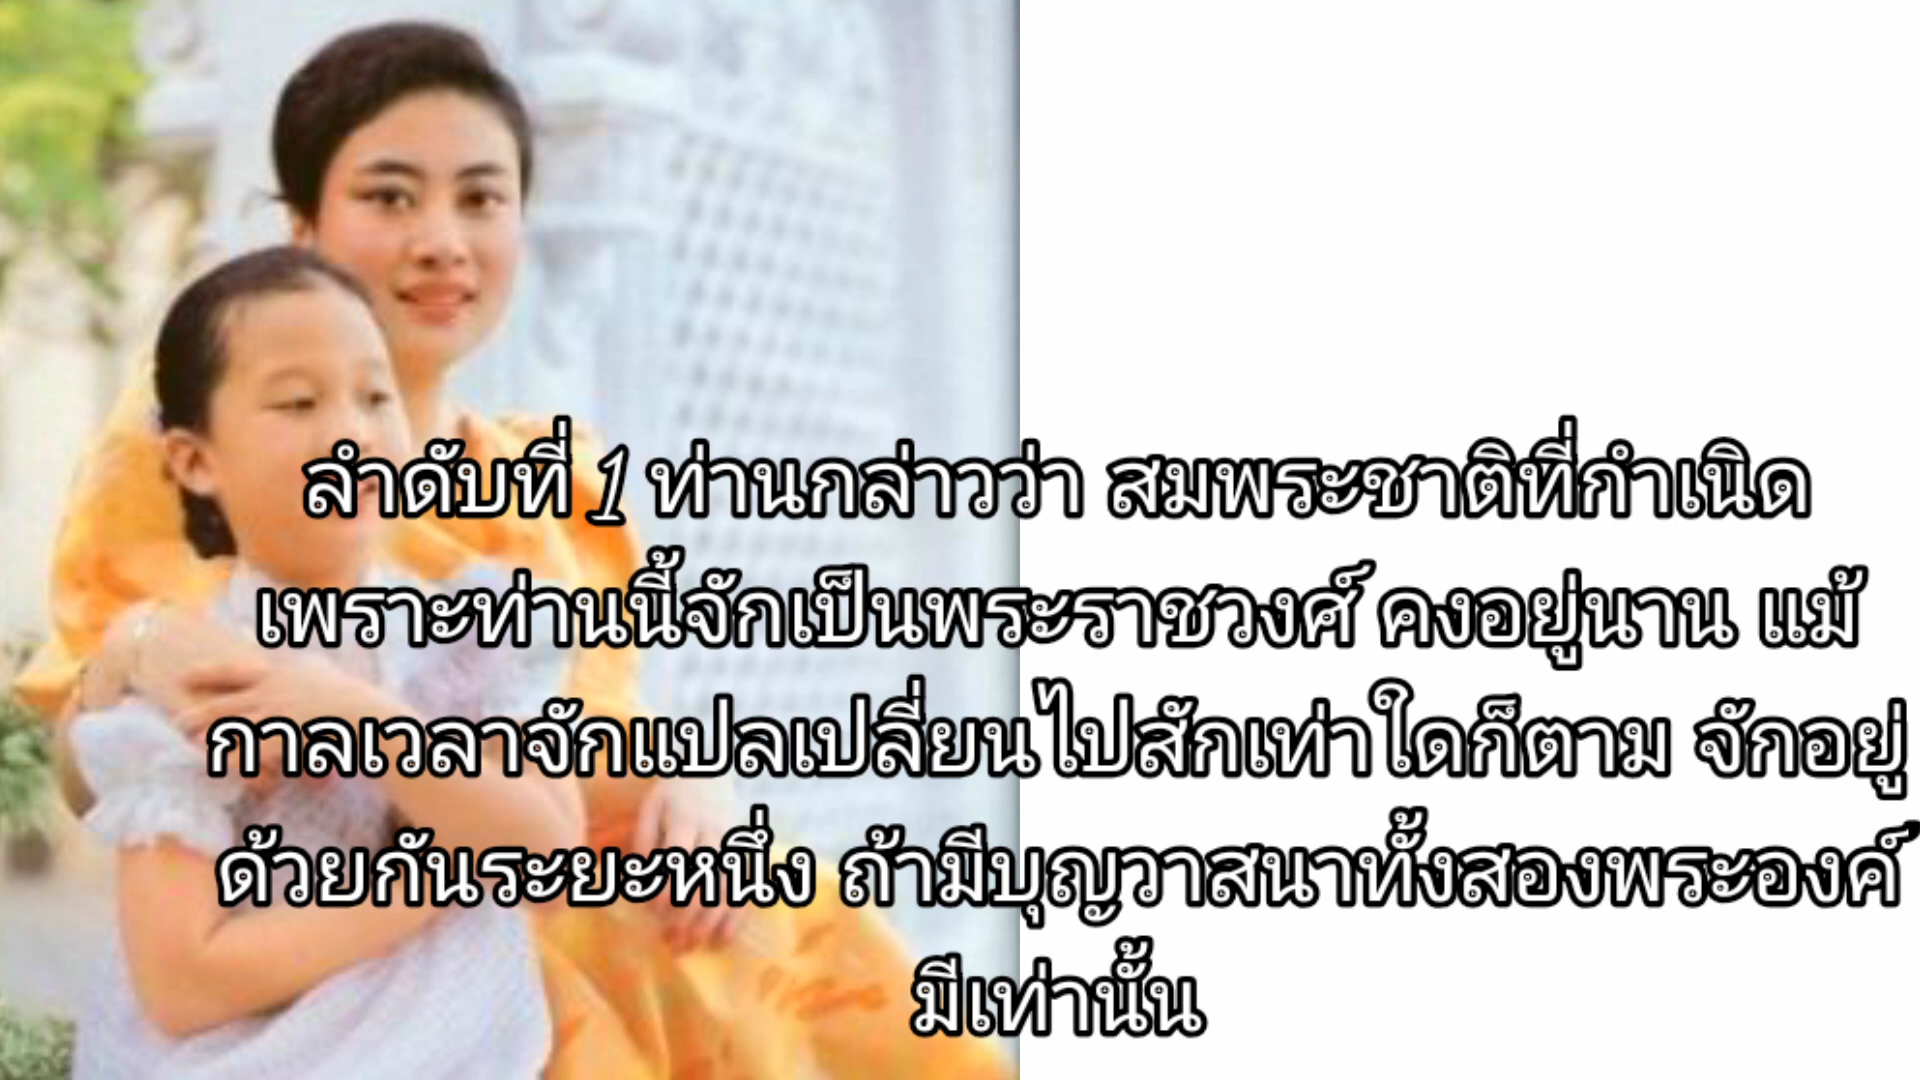 ลำดับที่ 1 ท่านกล่าวว่า สมพระชาติที่กำเนิด
เพราะท่านนี้จักเป็นพระราชวงศ์ คงอยู่นาน แม้
กาลเวลาจักแปลเปลี่ยนไปสักเท่าใดก็ตาม จักอยู่
ด้วยกันระยะหนึ่ง ถ้ามีบุญวาสนาทั้งสองพระองค์
มีเท่านั้น